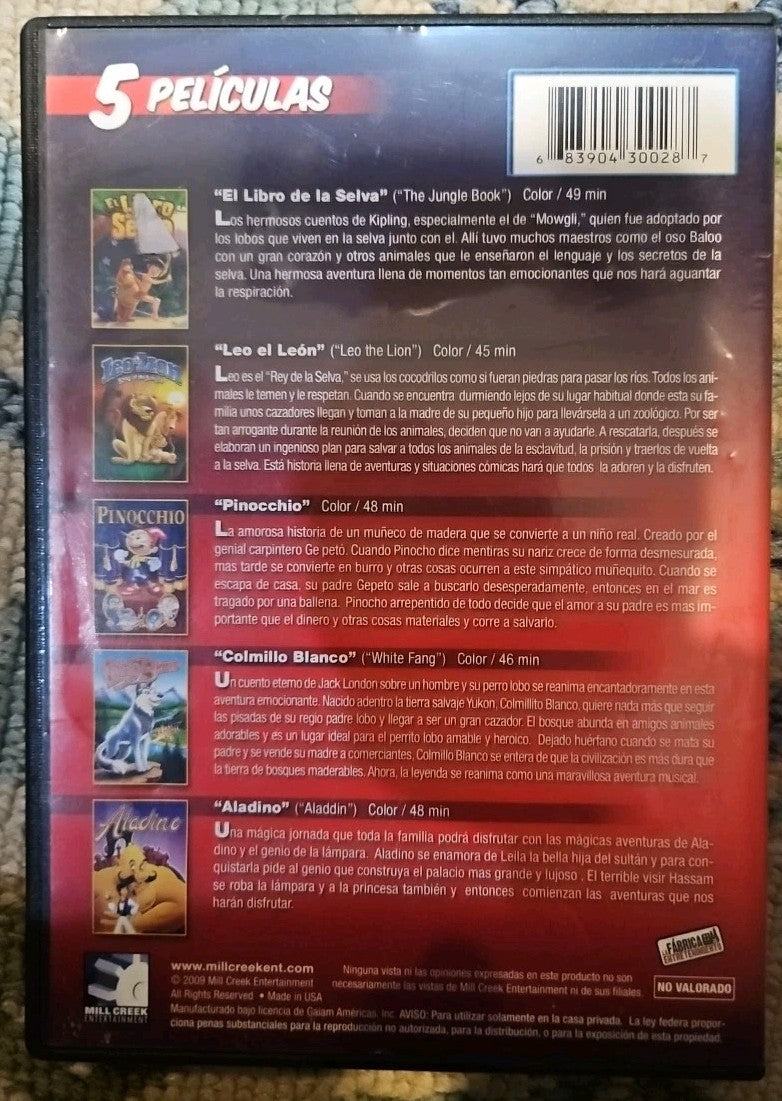 5 PELÍCULAS
6 83904 30028 7
"El Libro de la Selva" ("The Jungle Book") Color / 49 min
Los hermosos cuentos de Kipling, especialmente el de "Mowgli," quien fue adoptado por
los lobos que viven en la selva junto con el. Allí tuvo muchos maestros como el oso Baloo
con un gran corazón y otros animales que le enseñaron el lenguaje y los secretos de la
selva. Una hermosa aventura llena de momentos tan emocionantes que nos hará aguantar
la respiración.
"Leo el León" ("Leo the Lion") Color / 45 min
Leo es el "Rey de la Selva," se usa los cocodrilos como si fueran piedras para pasar los ríos. Todos los ani-
males le temen y le respetan. Cuando se encuentra durmiendo lejos de su lugar habitual donde esta su fa-
milia unos cazadores llegan y toman a la madre de su pequeño hijo para llevársela a un zoológico. Por ser
tan arrogante durante la reunión de los animales, deciden que no van a ayudarle. A rescatarla, después se
elaboran un ingenioso plan para salvar a todos los animales de la esclavitud, la prisión y traerlos de vuelta
a la selva. Está historia llena de aventuras y situaciones cómicas hará que todos la adoren y la disfruten.
PINOCCHIO
"Pinocchio" Color / 48 min
La amorosa historia de un muñeco de madera que se convierte a un niño real. Creado por el
genial carpintero Ge petó. Cuando Pinocho dice mentiras su nariz crece de forma desmesurada,
mas tarde se convierte en burro y otras cosas ocurren a este simpático muñequito. Cuando se
escapa de casa, su padre Gepeto sale a buscarlo desesperadamente, entonces en el mar es
tragado por una ballena. Pinocho arrepentido de todo decide que el amor a su padre es mas im-
portante que el dinero y otras cosas materiales y corre a salvarlo.
"Colmillo Blanco" ("White Fang") Color / 46 min
Un cuento eterno de Jack London sobre un hombre y su perro lobo se reanima encantadoramente en esta
aventura emocionante. Nacido adentro la tierra salvaje Yukon, Colmillito Blanco, quiere nada más que seguir
las pisadas de su regio padre lobo y llegar a ser un gran cazador. El bosque abunda en amigos animales
adorables y és un lugar ideal para el perrito lobo amable y heroico. Dejado huérfano cuando se mata su
padre y se vende su madre a comerciantes, Colmillo Blanco se entera de que la civilización es más dura que
la tierra de bosques maderables. Ahora, la leyenda se reanima como una maravillosa aventura musical.
Aladino
"Aladino" ("Aladdin") Color / 48 min
Una mágica jornada que toda la familia podrá disfrutar con las mágicas aventuras de Ala-
dino y el genio de la lámpara. Aladino se enamora de Leila la bella hija del sultán y para con-
quistarla pide al genio que construya el palacio mas grande y lujoso . El terrible visir Hassam
se roba la lámpara y a la princesa también y entonces comienzan las aventuras que nos
harán disfrutar.
LA FÁBRICA DEL
ENTRETENIMIENTO
MILL CREEK
ENTERTAINMENT
www.millcreekent.com
© 2009 Mill Creek Entertainment
All Rights Reserved • Made in USA
Ninguna vista ni las opiniones expresadas en este producto no son
necesariamente las vistas de Mill Creek Entertainment ni de sus filiales.
NO VALORADO
Manufacturado bajo licencia de Gaiam Américas, Inc. AVISO: Para utilizar solamente en la casa privada. La ley federa propor-
ciona penas substanciales para la reproducción no autorizada, para la distribución, o para la exposición de esta propiedad.